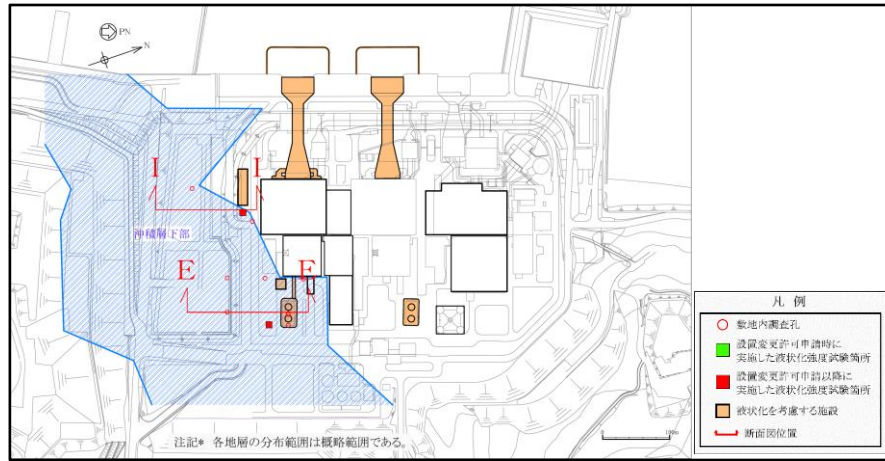 PN
N
I I
沖積層下部
E E
注記* 各地層の分布範囲は概略範囲である。
0 100m
凡 例
敷地内調査孔
設置変更許可申請時に
実施した液状化強度試験箇所
設置変更許可申請以降に
実施した液状化強度試験箇所
液状化を考慮する施設
断面図位置